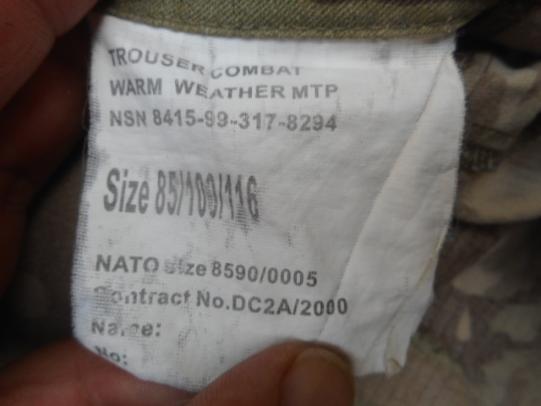 TROUSER COMBAT
WARM WEATHER MTP
NSN 8415-99-317-8294
Size 85/100/116
NATO size 8590/0005
Contract No.DC2A/2000
Name:
No: